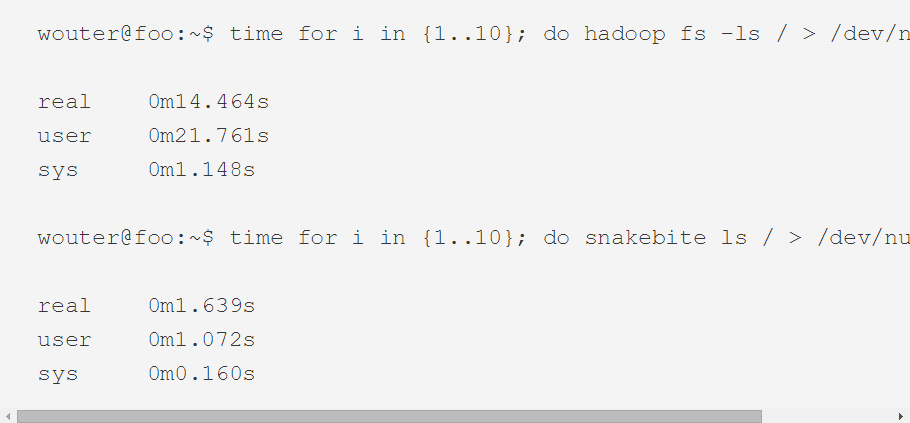 wouter@foo:~$ time for i in {1..10}; do hadoop fs -ls / > /dev/n
real 0m14.464s
user 0m21.761s
sys 0m1.148s
wouter@foo:~$ time for i in {1..10}; do snakebite ls / > /dev/nu
real 0m1.639s
user 0m1.072s
sys 0m0.160s